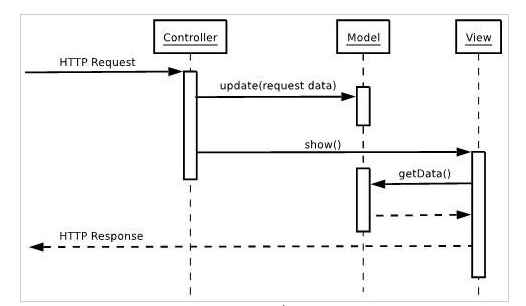 Controller
Model
View
HTTP Request
update(request data)
show()
getData()
HTTP Response